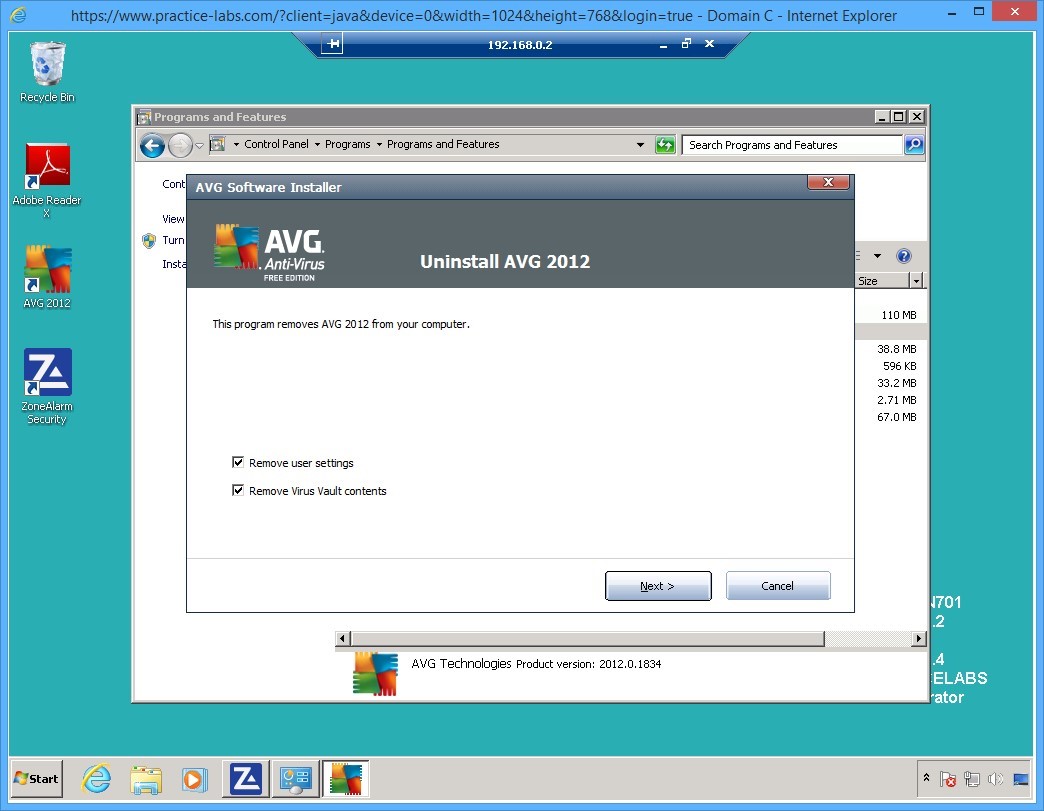 https://www.practice-labs.com/?client=java&device=0&width=1024&height=768&login=true - Domain C - Internet Explorer
192.168.0.2
Recycle Bin
Adobe Reader
X
AVG 2012
ZoneAlarm
Security
Programs and Features
Control Panel Programs Programs and Features
Search Programs and Features
Cont
View
Turn
Insta
AVG Software Installer
AVG.
Anti-Virus
FREE EDITION
Uninstall AVG 2012
This program removes AVG 2012 from your computer.
Remove user settings
Remove Virus Vault contents
Next >
Cancel
Size
110 MB
38.8 MB
596 KB
33.2 MB
2.71 MB
67.0 MB
AVG Technologies Product version: 2012.0.1834
N701
.2
.4
ELABS
rator
Start